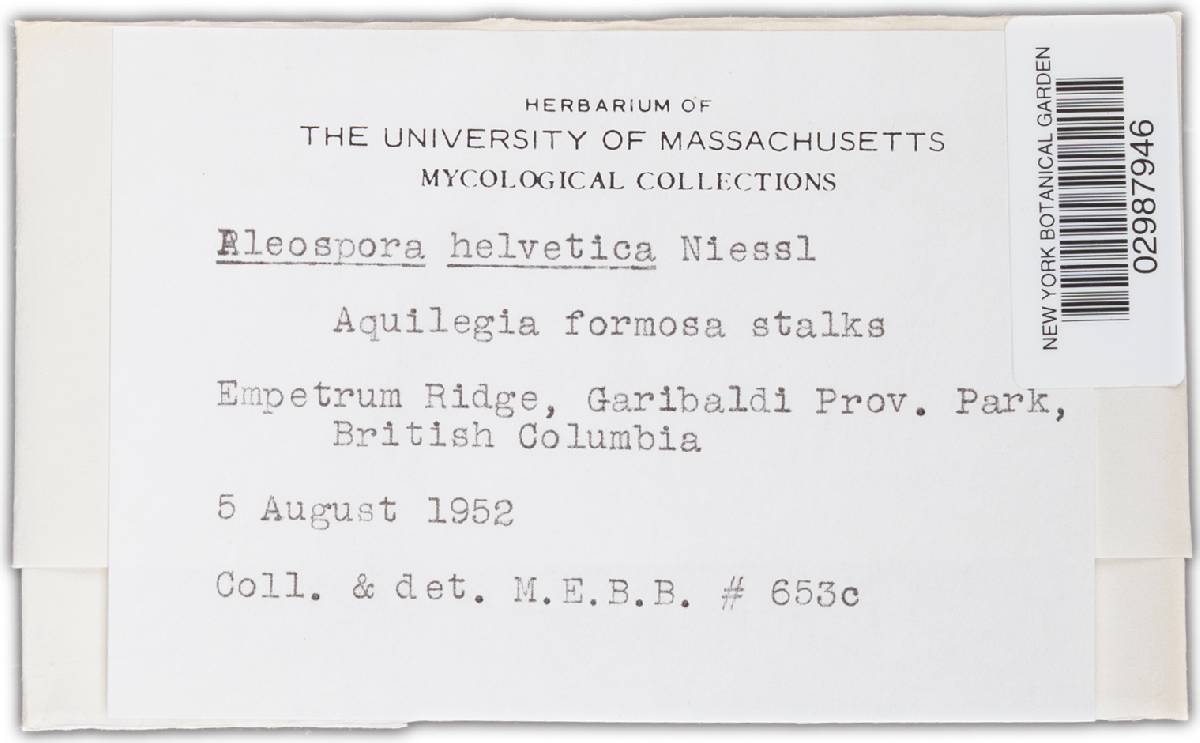 HERBARIUM OF
THE UNIVERSITY OF MASSACHUSETTS
MYCOLOGICAL COLLECTIONS
Pleospora helvetica Niessl
Aquilegia formosa stalks
Empetrum Ridge, Garibaldi Prov. Park,
British Columbia
5 August 1952
Coll. & det. M.E.B.B. # 653c
NEW YORK BOTANICAL GARDEN
02987946